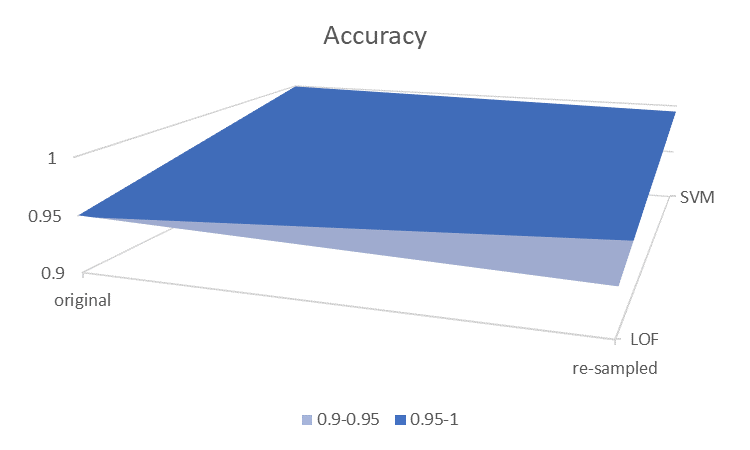 Accuracy
1
0.95
0.9
original
SVM
LOF
re-sampled
0.9-0.95 0.95-1